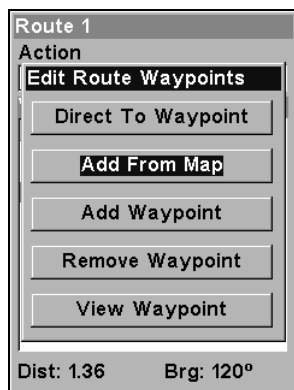 Route 1
Action
Edit Route Waypoints
Direct To Waypoint
Add From Map
Add Waypoint
Remove Waypoint
View Waypoint
Dist: 1.36 Brg: 120º